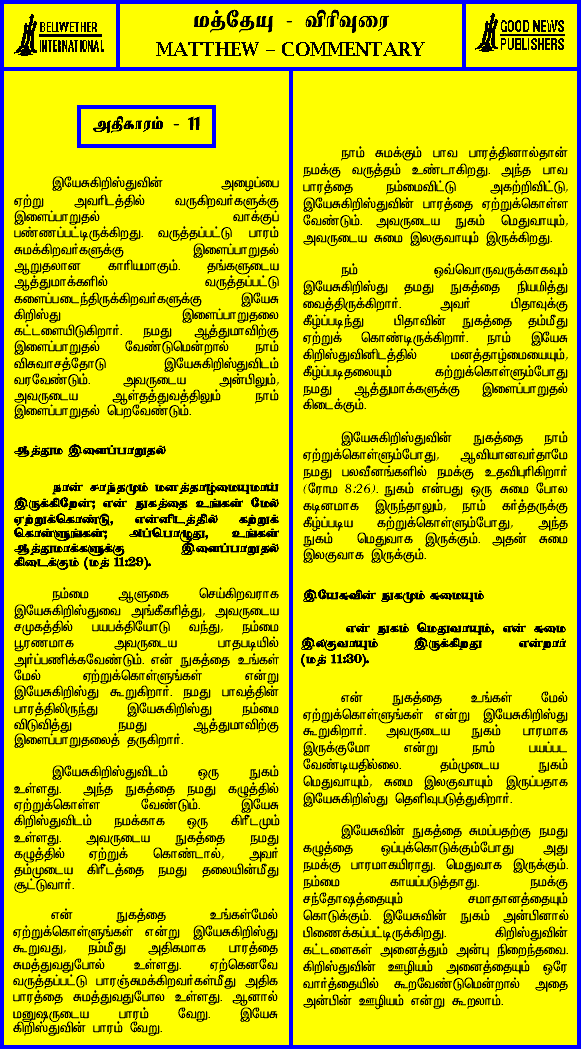 BELIWETHER
INTERNATIONAL
மத்தேயு - விரிவுரை
MATTHEW – COMMENTARY
GOOD NEWS
PUBLISHERS
அதிகாரம் - 11
இயேசுகிறிஸ்துவின் அழைப்பை
ஏற்று அவரிடத்தில் வருகிறவர்களுக்கு
இளைப்பாறுதல் வாக்குப்
பண்ணப்பட்டிருக்கிறது. வருத்தப்பட்டு பாரம்
சுமக்கிறவர்களுக்கு இளைப்பாறுதல்
ஆறுதலான காரியமாகும். தங்களுடைய
ஆத்துமாக்களில் வருத்தப்பட்டு
களைப்படைந்திருக்கிறவர்களுக்கு இயேசு
கிறிஸ்து இளைப்பாறுதலை
கட்டளையிடுகிறார். நமது ஆத்துமாவிற்கு
இளைப்பாறுதல் வேண்டுமென்றால் நாம்
விசுவாசத்தோடு இயேசுகிறிஸ்துவிடம்
வரவேண்டும். அவருடைய அன்பிலும்,
அவருடைய ஆள்தத்துவத்திலும் நாம்
இளைப்பாறுதல் பெறவேண்டும்.
ஆத்தும இளைப்பாறுதல்
நான் சாந்தமும் மனத்தாழ்மையுமாய்
இருக்கிறேன்; என் நுகத்தை உங்கள் மேல்
ஏற்றுக்கொண்டு, என்னிடத்தில் கற்றுக்
கொள்ளுங்கள்; அப்பொழுது, உங்கள்
ஆத்துமாக்களுக்கு இளைப்பாறுதல்
கிடைக்கும் (மத் 11:29).
நம்மை ஆளுகை செய்கிறவராக
இயேசுகிறிஸ்துவை அங்கீகரித்து, அவருடைய
சமுகத்தில் பயபக்தியோடு வந்து, நம்மை
பூரணமாக அவருடைய பாதபடியில்
அர்ப்பணிக்கவேண்டும். என் நுகத்தை உங்கள்
மேல் ஏற்றுக்கொள்ளுங்கள் என்று
இயேசுகிறிஸ்து கூறுகிறார். நமது பாவத்தின்
பாரத்திலிருந்து இயேசுகிறிஸ்து நம்மை
விடுவித்து நமது ஆத்துமாவிற்கு
இளைப்பாறுதலைத் தருகிறார்.
இயேசுகிறிஸ்துவிடம் ஒரு நுகம்
உள்ளது. அந்த நுகத்தை நமது கழுத்தில்
ஏற்றுக்கொள்ள வேண்டும். இயேசு
கிறிஸ்துவிடம் நமக்காக ஒரு கிரீடமும்
உள்ளது. அவருடைய நுகத்தை நமது
கழுத்தில் ஏற்றுக் கொண்டால், அவர்
தம்முடைய கிரீடத்தை நமது தலையின்மீது
சூட்டுவார்.
என் நுகத்தை உங்கள்மேல்
ஏற்றுக்கொள்ளுங்கள் என்று இயேசுகிறிஸ்து
கூறுவது, நம்மீது அதிகமாக பாரத்தை
சுமத்துவதுபோல் உள்ளது. ஏற்கெனவே
வருத்தப்பட்டு பாரஞ்சுமக்கிறவர்கள்மீது அதிக
பாரத்தை சுமத்துவதுபோல உள்ளது. ஆனால்
மனுஷருடைய பாரம் வேறு. இயேசு
கிறிஸ்துவின் பாரம் வேறு.
நாம் சுமக்கும் பாவ பாரத்தினால்தான்
நமக்கு வருத்தம் உண்டாகிறது. அந்த பாவ
பாரத்தை நம்மைவிட்டு அகற்றிவிட்டு,
இயேசுகிறிஸ்துவின் பாரத்தை ஏற்றுக்கொள்ள
வேண்டும். அவருடைய நுகம் மெதுவாயும்,
அவருடைய சுமை இலகுவாயும் இருக்கிறது.
நம் ஒவ்வொருவருக்காகவும்
இயேசுகிறிஸ்து தமது நுகத்தை நியமித்து
வைத்திருக்கிறார். அவர் பிதாவுக்கு
கீழ்ப்படிந்து பிதாவின் நுகத்தை தம்மீது
ஏற்றுக் கொண்டிருக்கிறார். நாம் இயேசு
கிறிஸ்துவினிடத்தில் மனத்தாழ்மையையும்,
கீழ்ப்படிதலையும் கற்றுக்கொள்ளும்போது
நமது ஆத்துமாக்களுக்கு இளைப்பாறுதல்
கிடைக்கும்.
இயேசுகிறிஸ்துவின் நுகத்தை நாம்
ஏற்றுக்கொள்ளும்போது, ஆவியானவர்தாமே
நமது பலவீனங்களில் நமக்கு உதவிபுரிகிறார்
(ரோம 8:26). நுகம் என்பது ஒரு சுமை போல
கடினமாக இருந்தாலும், நாம் கர்த்தருக்கு
கீழ்ப்படிய கற்றுக்கொள்ளும்போது, அந்த
நுகம் மெதுவாக இருக்கும். அதன் சுமை
இலகுவாக இருக்கும்.
இயேசுவின் நுகமும் சுமையும்
என் நுகம் மெதுவாயும், என் சுமை
இலகுவாயும் இருக்கிறது என்றார்
(மத் 11:30).
என் நுகத்தை உங்கள் மேல்
ஏற்றுக்கொள்ளுங்கள் என்று இயேசுகிறிஸ்து
கூறுகிறார். அவருடைய நுகம் பாரமாக
இருக்குமோ என்று நாம் பயப்பட
வேண்டியதில்லை. தம்முடைய நுகம்
மெதுவாயும், சுமை இலகுவாயும் இருப்பதாக
இயேசுகிறிஸ்து தெளிவுபடுத்துகிறார்.
இயேசுவின் நுகத்தை சுமப்பதற்கு நமது
கழுத்தை ஒப்புக்கொடுக்கும்போது அது
நமக்கு பாரமாகயிராது. மெதுவாக இருக்கும்.
நம்மை காயப்படுத்தாது. நமக்கு
சந்தோஷத்தையும் சமாதானத்தையும்
கொடுக்கும். இயேசுவின் நுகம் அன்பினால்
பிணைக்கப்பட்டிருக்கிறது. கிறிஸ்துவின்
கட்டளைகள் அனைத்தும் அன்பு நிறைந்தவை.
கிறிஸ்துவின் ஊழியம் அனைத்தையும் ஒரே
வார்த்தையில் கூறவேண்டுமென்றால் அதை
அன்பின் ஊழியம் என்று கூறலாம்.